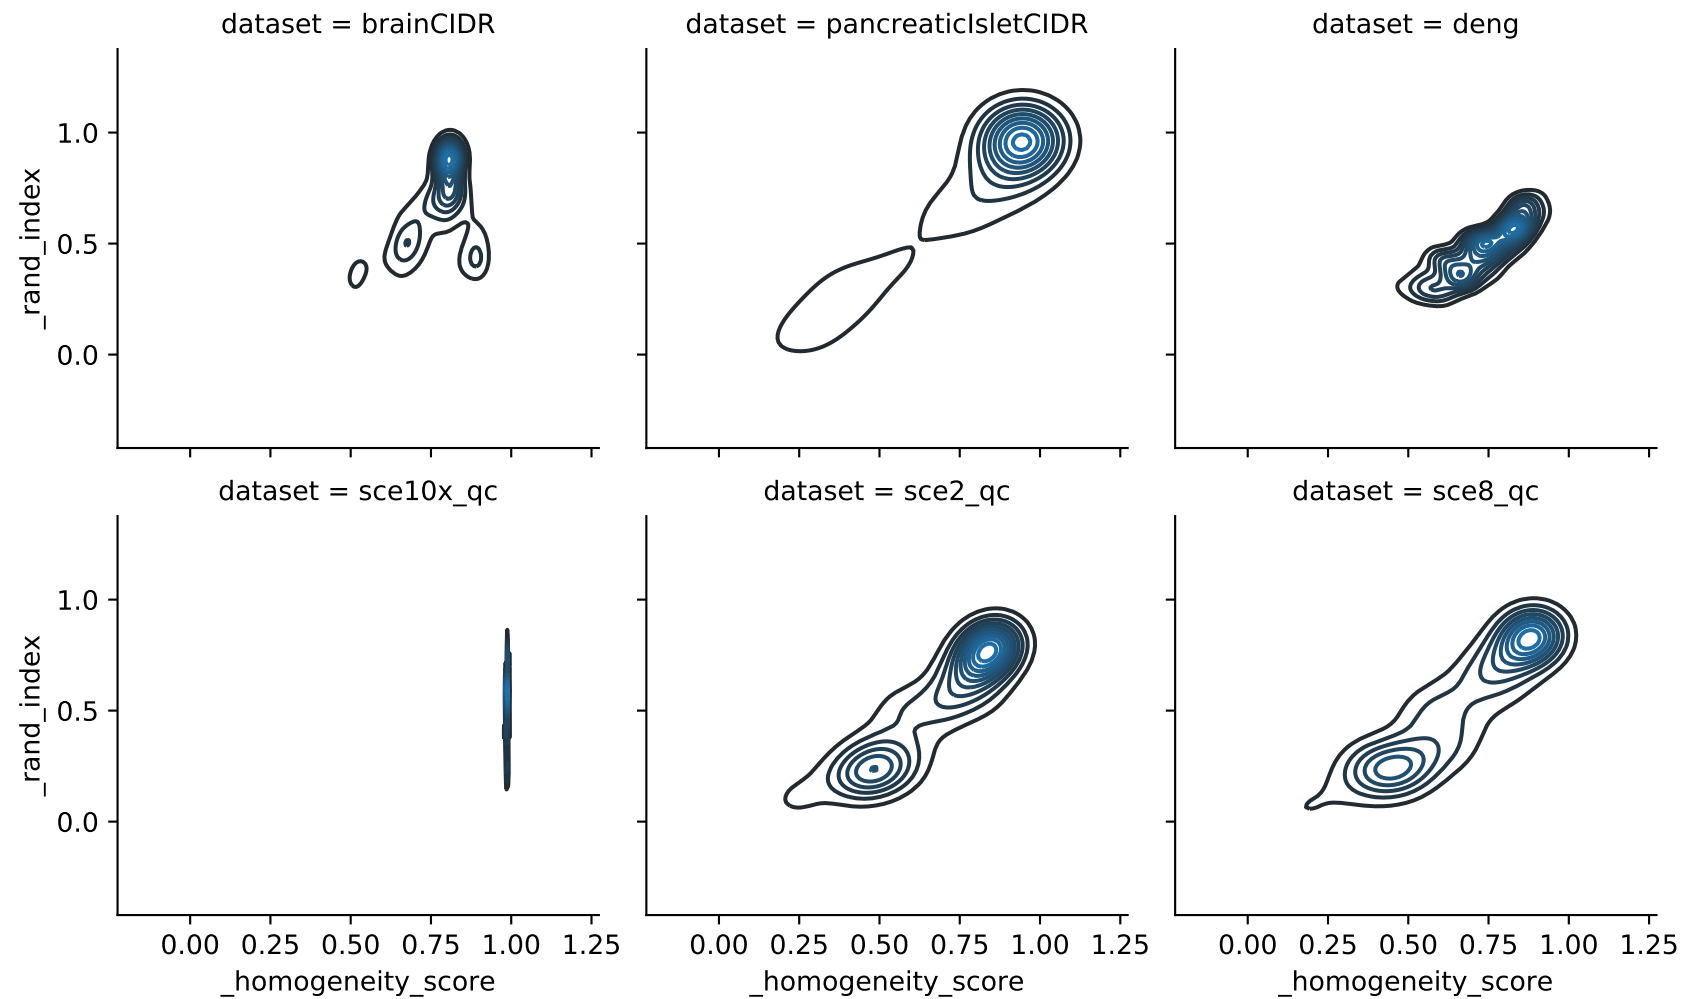 dataset = brainCIDR
dataset = pancreaticIsletCIDR
dataset = deng
1.0
0.5
0.0
_rand_index
dataset = sce10x_qc
dataset = sce2_qc
dataset = sce8_qc
1.0
0.5
0.0
_rand_index
0.00 0.25 0.50 0.75 1.00 1.25
0.00 0.25 0.50 0.75 1.00 1.25
0.00 0.25 0.50 0.75 1.00 1.25
_homogeneity_score
_homogeneity_score
_homogeneity_score